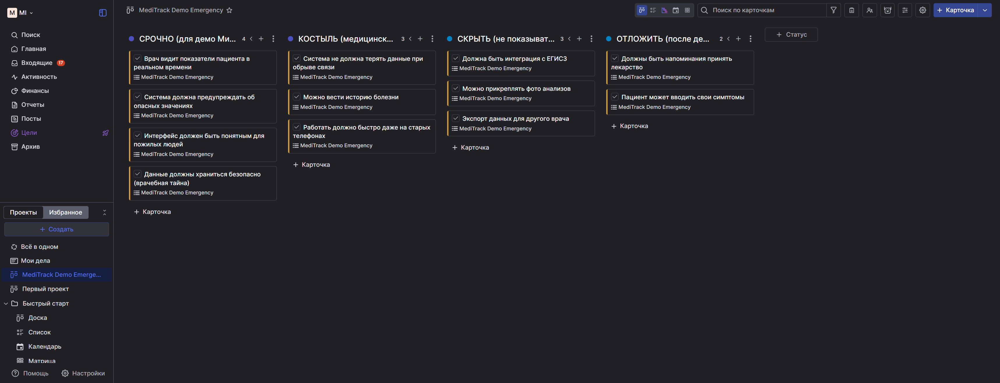 M MI
Поиск
Главная
Входящие 17
Активность
Финансы
Отчеты
Посты
Цели
Архив
Проекты Избранное
+ Создать
Всё в одном
Мои дела
MediTrack Demo Emerge...
Первый проект
Быстрый старт
Доска
Список
Календарь
Матрица
Помощь Настройки
MediTrack Demo Emergency
Поиск по карточкам
+ Карточка
СРОЧНО (для демо Ми... 4
Врач видит показатели пациента в
реальном времени
MediTrack Demo Emergency
Система должна предупреждать об
опасных значениях
MediTrack Demo Emergency
Интерфейс должен быть понятным для
пожилых людей
MediTrack Demo Emergency
Данные должны храниться безопасно
(врачебная тайна)
MediTrack Demo Emergency
+ Карточка
КОСТЫЛЬ (медицинск... 3
Система не должна терять данные при
обрыве связи
MediTrack Demo Emergency
Можно вести историю болезни
MediTrack Demo Emergency
Работать должно быстро даже на старых
телефонах
MediTrack Demo Emergency
+ Карточка
СКРЫТЬ (не показыват... 3
Должна быть интеграция с ЕГИСЗ
MediTrack Demo Emergency
Можно прикреплять фото анализов
MediTrack Demo Emergency
Экспорт данных для другого врача
MediTrack Demo Emergency
+ Карточка
ОТЛОЖИТЬ (после де... 2
Должны быть напоминания принять
лекарство
MediTrack Demo Emergency
Пациент может вводить свои симптомы
MediTrack Demo Emergency
+ Карточка
+ Статус